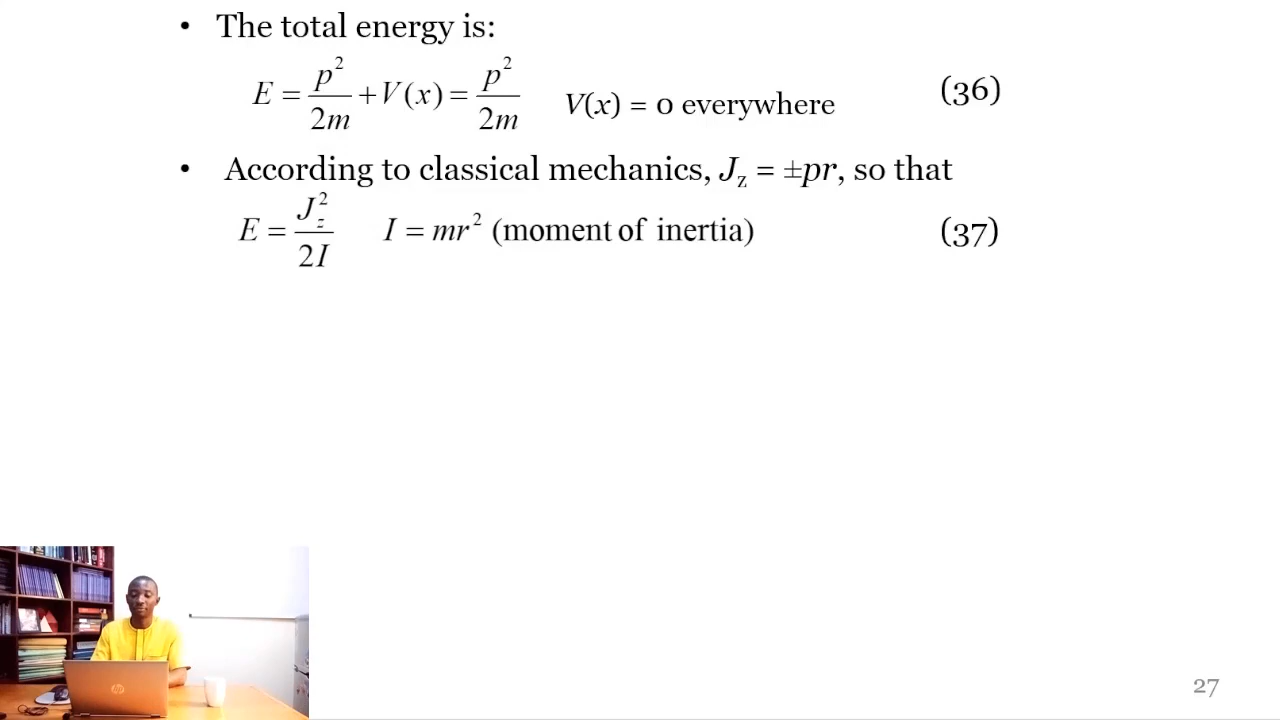 • The total energy is:
E = p²/2m + V(x) = p²/2m V(x) = 0 everywhere (36)
• According to classical mechanics, J_z = ±pr, so that
E = J_z²/2I I = mr² (moment of inertia) (37)
hp
27